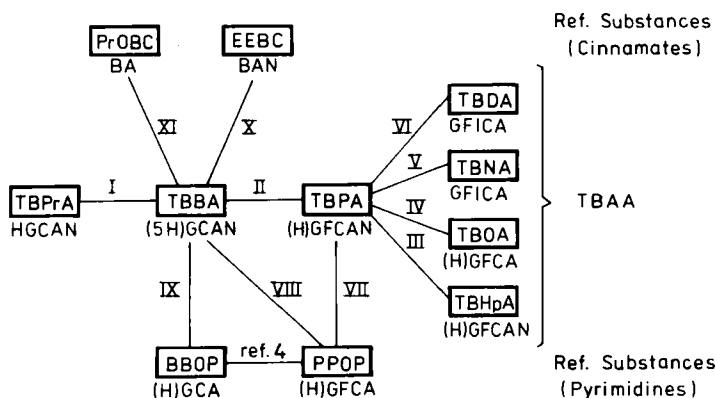 Ref. Substances
(Cinnamates)
PrOBC
BA
EEBC
BAN
XI
X
TBPrA
HGCAN
I
TBBA
(5H)GCAN
II
TBPA
(H)GFCAN
VI
V
IV
III
TBDA
GFICA
TBNA
GFICA
TBOA
(H)GFCA
TBHpA
(H)GFCAN
TBAA
IX
VIII
VII
BBOP
(H)GCA
ref. 4
PPOP
(H)GFCA
Ref. Substances
(Pyrimidines)